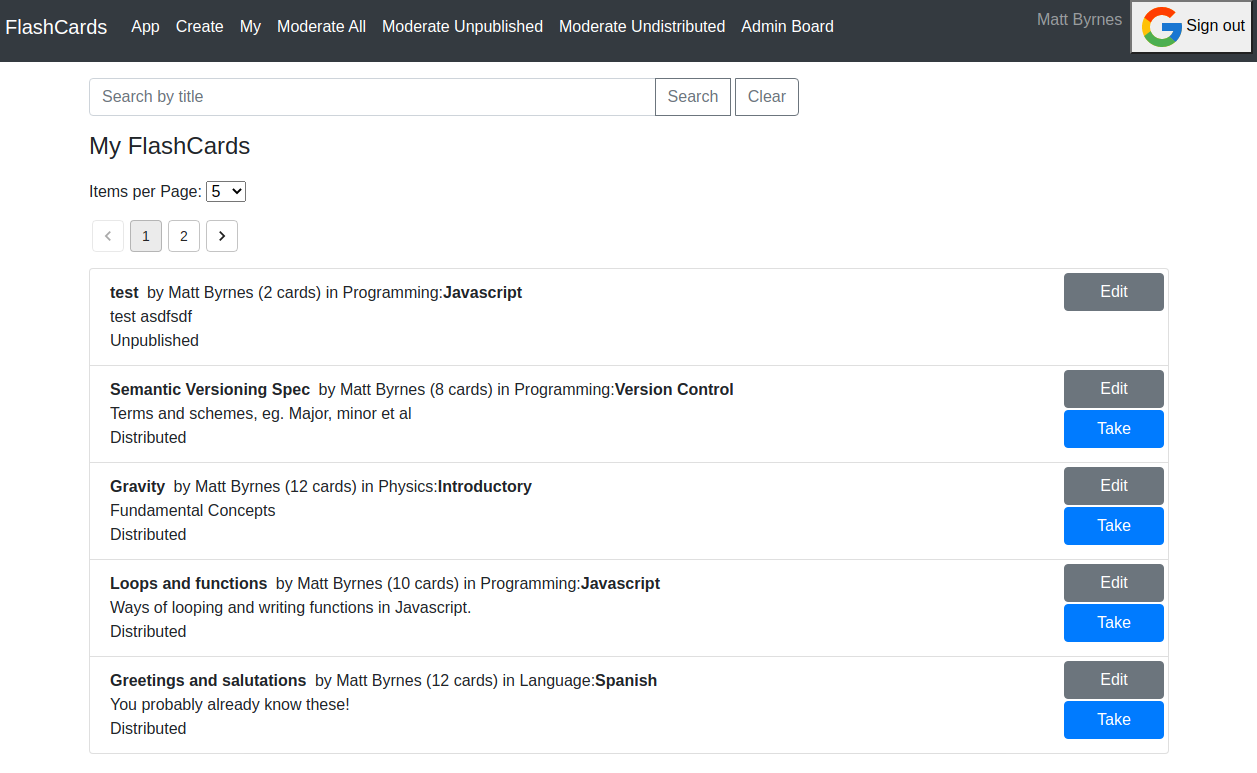 FlashCards App Create My Moderate All Moderate Unpublished Moderate Undistributed Admin Board Matt Byrnes Sign out
Search by title Search Clear
My FlashCards
Items per Page: 5
1 2
test by Matt Byrnes (2 cards) in Programming:Javascript Edit
test asdfsdf
Unpublished
Semantic Versioning Spec by Matt Byrnes (8 cards) in Programming:Version Control Edit
Terms and schemes, eg. Major, minor et al
Take
Distributed
Gravity by Matt Byrnes (12 cards) in Physics:Introductory Edit
Fundamental Concepts
Take
Distributed
Loops and functions by Matt Byrnes (10 cards) in Programming:Javascript Edit
Ways of looping and writing functions in Javascript.
Take
Distributed
Greetings and salutations by Matt Byrnes (12 cards) in Language:Spanish Edit
You probably already know these!
Take
Distributed